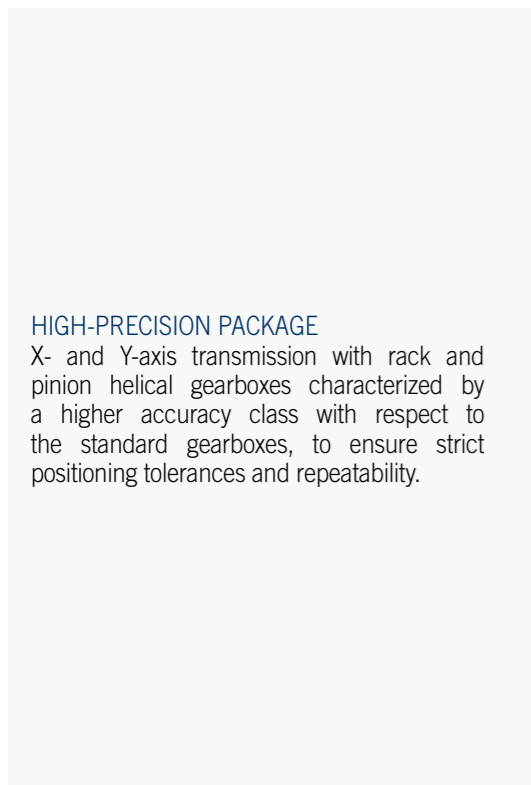 HIGH-PRECISION PACKAGE
X- and Y-axis transmission with rack and
pinion helical gearboxes characterized by
a higher accuracy class with respect to
the standard gearboxes, to ensure strict
positioning tolerances and repeatability.